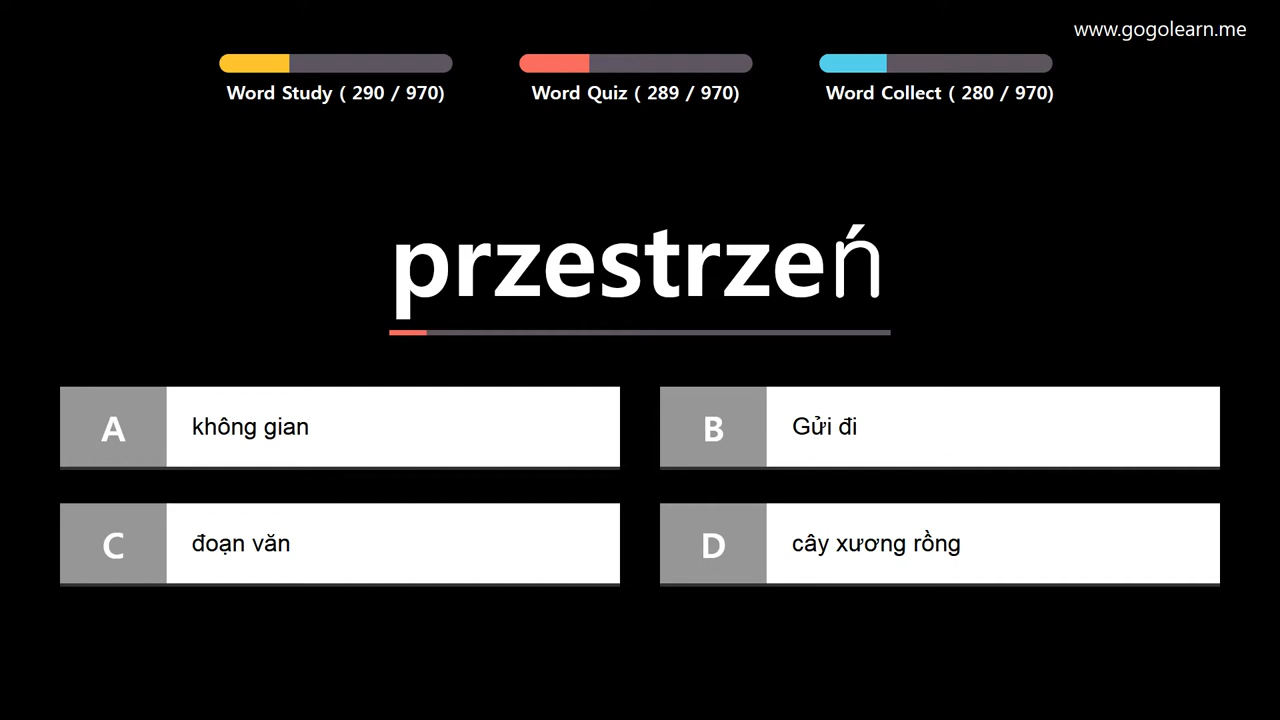 www.gogolearn.me
Word Study ( 290 / 970)
Word Quiz ( 289 / 970)
Word Collect ( 280 / 970)
przestrzeń
A
không gian
B
Gửi đi
C
đoạn văn
D
cây xương rồng